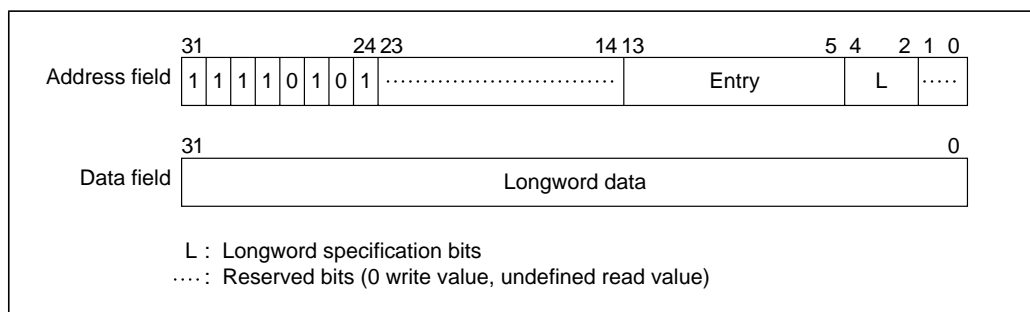 31 24 23 14 13 5 4 2 1 0
Address field 1 1 1 1 0 1 0 1 .............................. Entry L .....
31 0
Data field Longword data
L : Longword specification bits
.... : Reserved bits (0 write value, undefined read value)